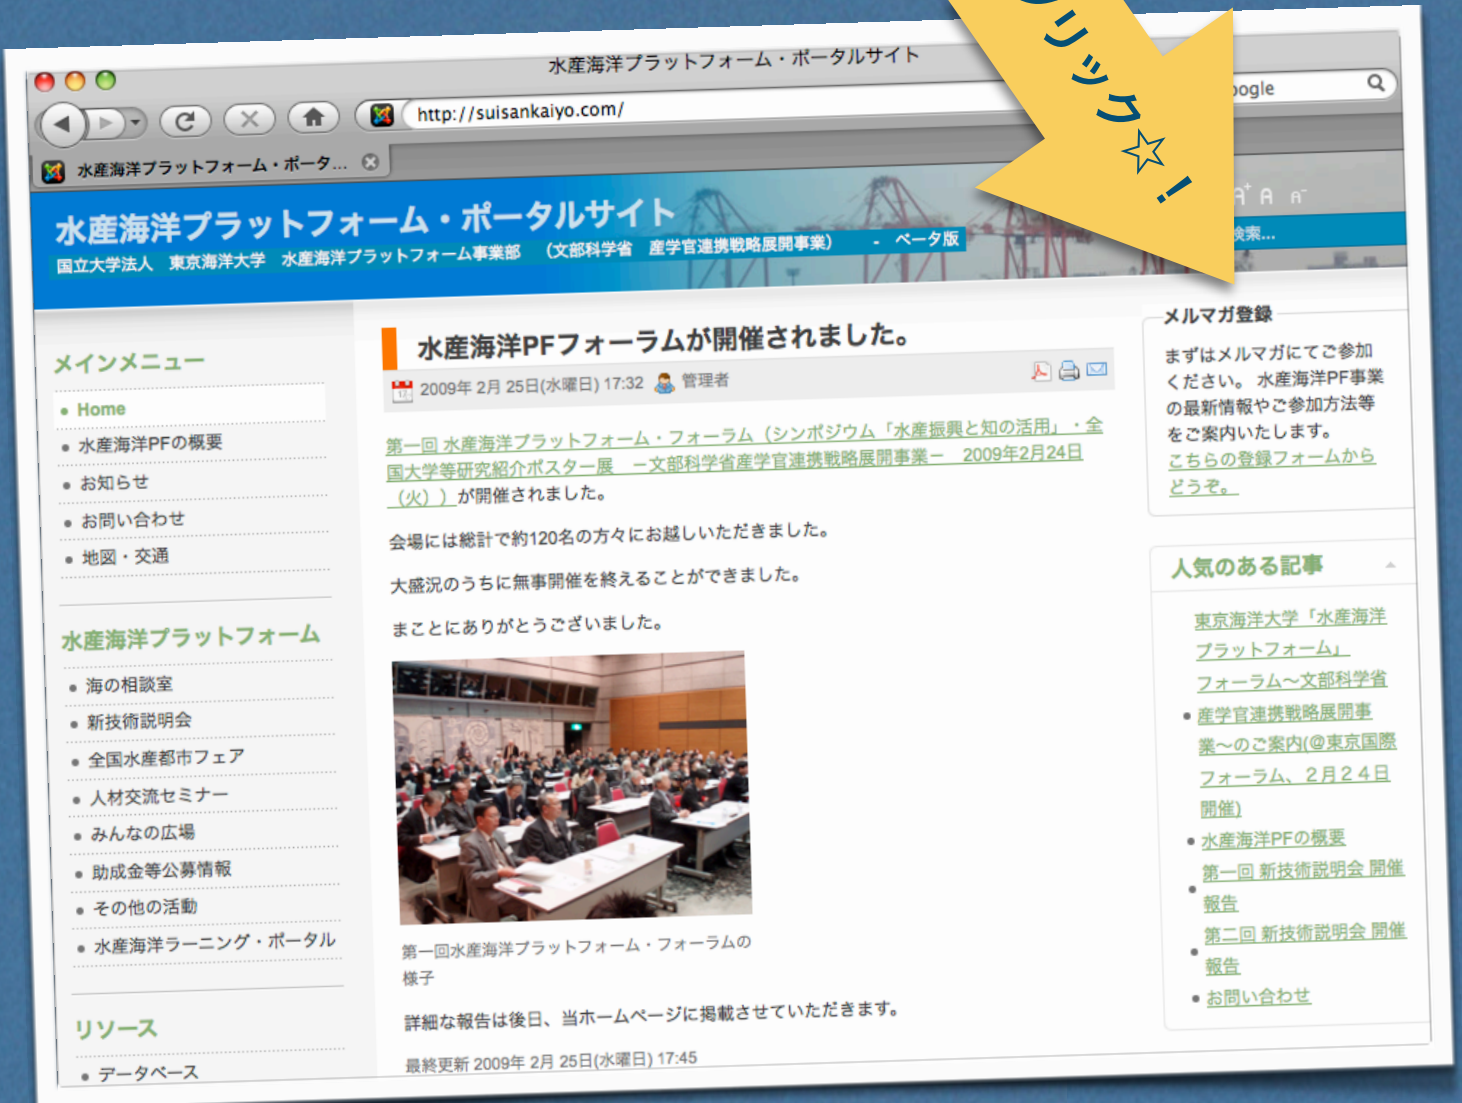 水産海洋プラットフォーム・ポータルサイト
リック☆！
http://suisankaiyo.com/
oogle
水産海洋プラットフォーム・ポータ...
水産海洋プラットフォーム・ポータルサイト
A+ A A-
国立大学法人 東京海洋大学 水産海洋プラットフォーム事業部 （文部科学省 産学官連携戦略展開事業） - ベータ版
検索...
メインメニュー
Home
水産海洋PFの概要
お知らせ
お問い合わせ
地図・交通
水産海洋プラットフォーム
海の相談室
新技術説明会
全国水産都市フェア
人材交流セミナー
みんなの広場
助成金等公募情報
その他の活動
水産海洋ラーニング・ポータル
リソース
データベース
水産海洋PFフォーラムが開催されました。
2009年 2月 25日(水曜日) 17:32 管理者
第一回 水産海洋プラットフォーム・フォーラム（シンポジウム「水産振興と知の活用」・全
国大学等研究紹介ポスター展 －文部科学省産学官連携戦略展開事業－ 2009年2月24日
（火））が開催されました。
会場には総計で約120名の方々にお越しいただきました。
大盛況のうちに無事開催を終えることができました。
まことにありがとうございました。
第一回水産海洋プラットフォーム・フォーラムの
様子
詳細な報告は後日、当ホームページに掲載させていただきます。
最終更新 2009年 2月 25日(水曜日) 17:45
メルマガ登録
まずはメルマガにてご参加
ください。 水産海洋PF事業
の最新情報やご参加方法等
をご案内いたします。
こちらの登録フォームから
どうぞ。
人気のある記事
東京海洋大学「水産海洋
プラットフォーム」
フォーラム～文部科学省
産学官連携戦略展開事
業～のご案内(@東京国際
フォーラム、２月２４日
開催)
水産海洋PFの概要
第一回 新技術説明会 開催
報告
第二回 新技術説明会 開催
報告
お問い合わせ